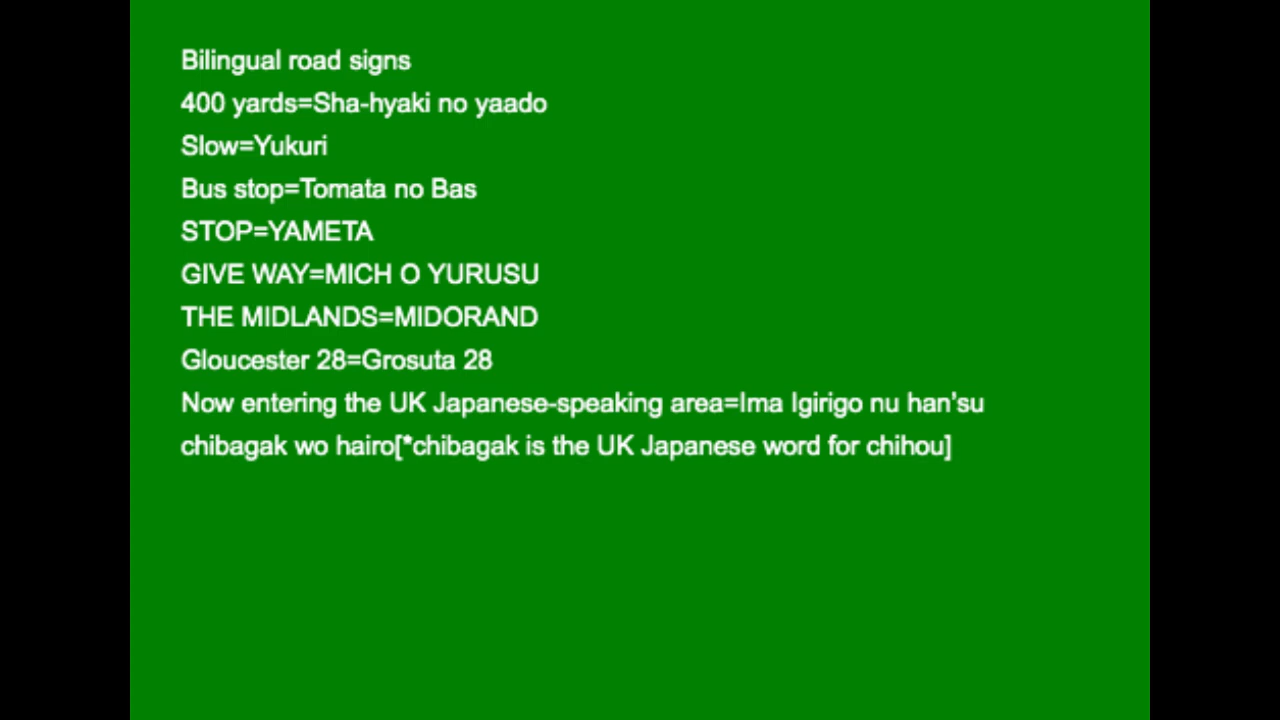 Bilingual road signs
400 yards=Sha-hyaki no yaado
Slow=Yukuri
Bus stop=Tomata no Bas
STOP=YAMETA
GIVE WAY=MICH O YURUSU
THE MIDLANDS=MIDORAND
Gloucester 28=Grosuta 28
Now entering the UK Japanese-speaking area=Ima Igirigo nu han'su
chibagak wo hairo[*chibagak is the UK Japanese word for chihou]